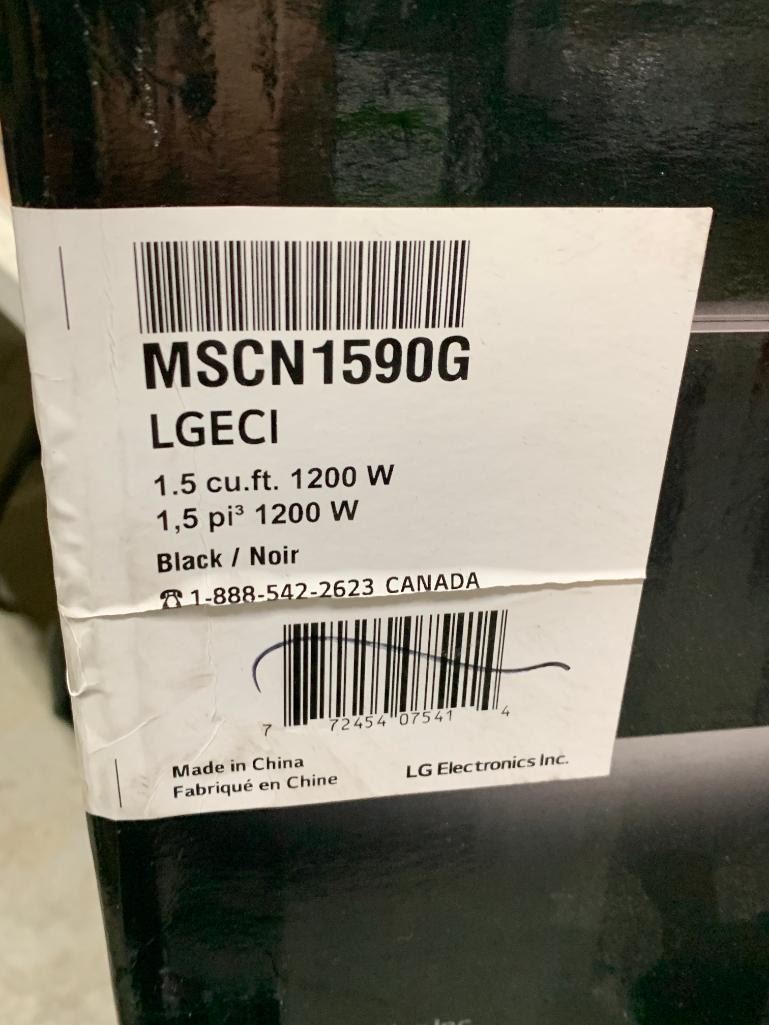 MSCN1590G
LGECI
1.5 cu.ft. 1200 W
1,5 pi³ 1200 W
Black / Noir
☎ 1-888-542-2623 CANADA
7 72454 07541 4
Made in China
Fabriqué en Chine
LG Electronics Inc.